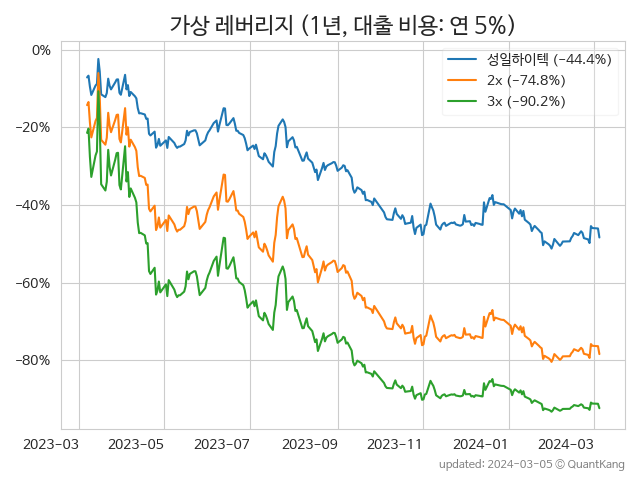 가상 레버리지 (1년, 대출 비용: 연 5%)
성일하이텍 (−44.4%)
2x (−74.8%)
3x (−90.2%)
0%
−20%
−40%
−60%
−80%
2023-03 2023-05 2023-07 2023-09 2023-11 2024-01 2024-03
updated: 2024-03-05 © QuantKang